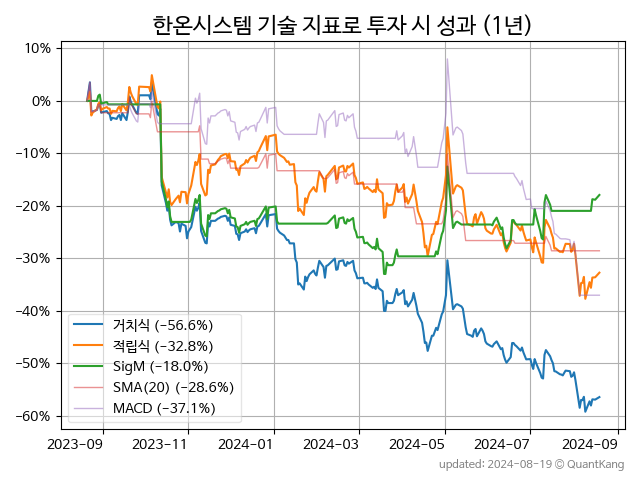 한온시스템 기술 지표로 투자 시 성과 (1년)
10%
0%
−10%
−20%
−30%
−40%
−50%
−60%
거치식 (−56.6%)
적립식 (−32.8%)
SigM (−18.0%)
SMA(20) (−28.6%)
MACD (−37.1%)
2023−09 2023−11 2024−01 2024−03 2024−05 2024−07 2024−09
updated: 2024-08-19 © QuantKang